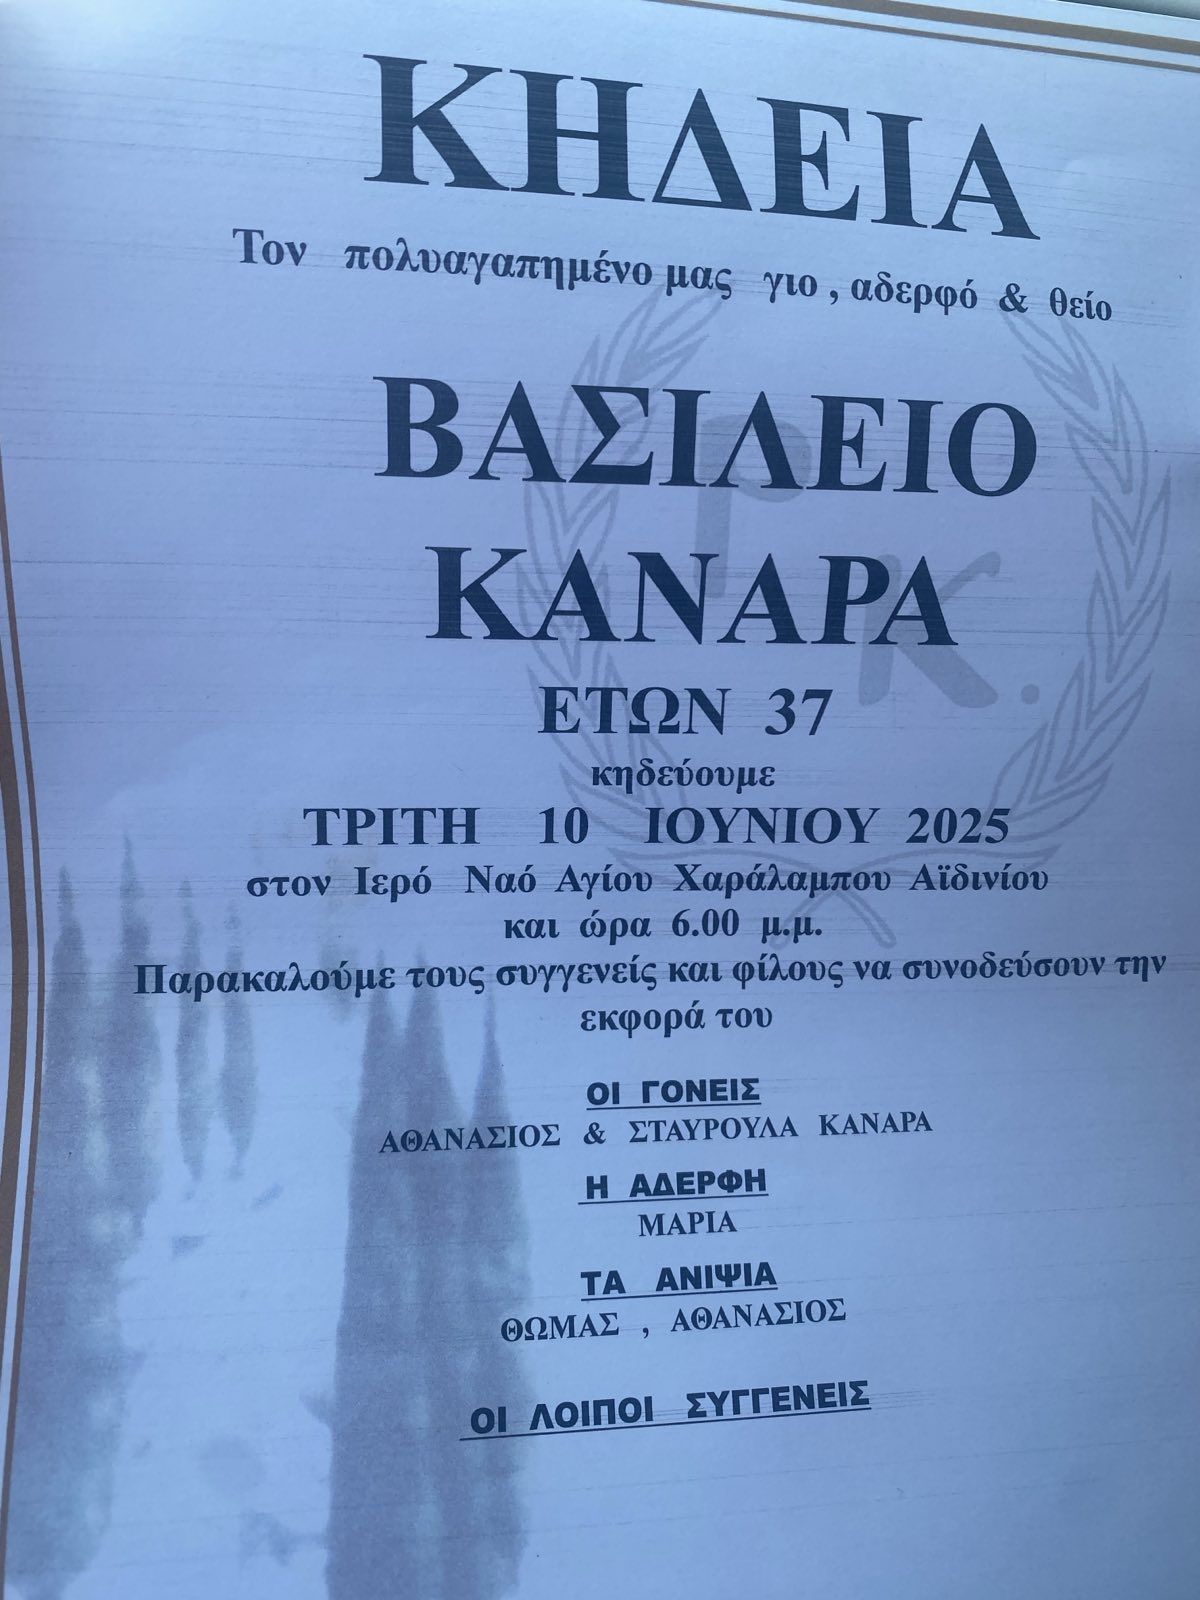 ΚΗΔΕΙΑ
Τον πολυαγαπημένο μας γιο , αδερφό & θείο
ΒΑΣΙΛΕΙΟ
ΚΑΝΑΡΑ
ΕΤΩΝ 37
κηδεύουμε
ΤΡΙΤΗ 10 ΙΟΥΝΙΟΥ 2025
στον Ιερό Ναό Αγίου Χαράλαμπου Αϊδινίου
και ώρα 6.00 μ.μ.
Παρακαλούμε τους συγγενείς και φίλους να συνοδεύσουν την
εκφορά του
ΟΙ ΓΟΝΕΙΣ
ΑΘΑΝΑΣΙΟΣ & ΣΤΑΥΡΟΥΛΑ ΚΑΝΑΡΑ
Η ΑΔΕΡΦΗ
ΜΑΡΙΑ
ΤΑ ΑΝΙΨΙΑ
ΘΩΜΑΣ , ΑΘΑΝΑΣΙΟΣ
ΟΙ ΛΟΙΠΟΙ ΣΥΓΓΕΝΕΙΣ